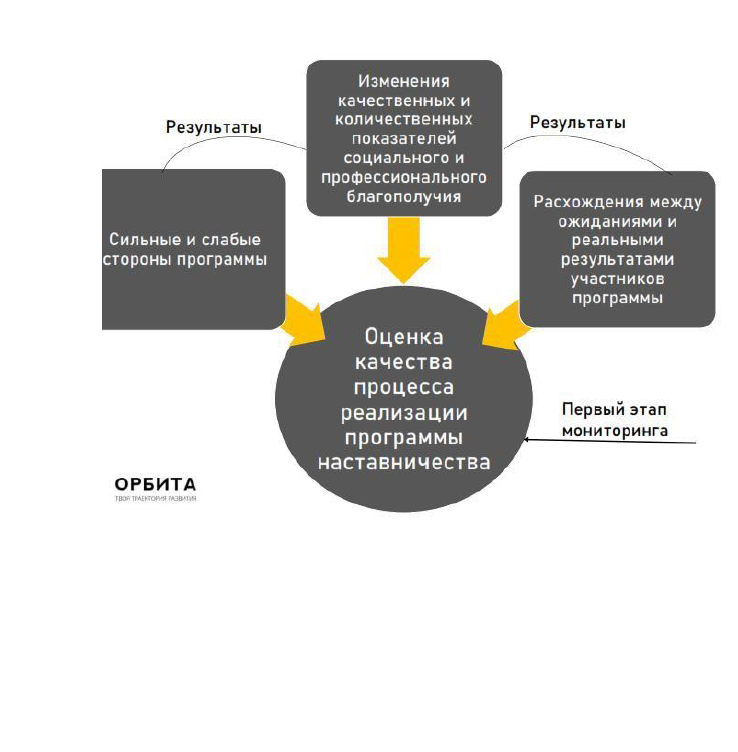 Изменения
качественных и
количественных
показателей
социального и
профессионального
благополучия
Результаты
Результаты
Сильные и слабые
стороны программы
Расхождения между
ожиданиями и
реальными
результатами
участников
программы
Оценка
качества
процесса
реализации
программы
наставничества
Первый этап
мониторинга
ОРБИТА
ТВОЯ ТРАЕКТОРИЯ РАЗВИТИЯ